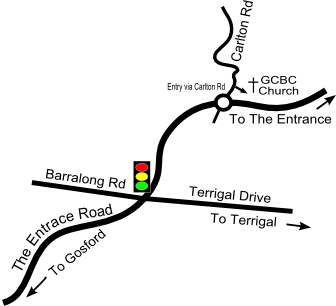 Carlton Rd
GCBC
Church
Entry via Carlton Rd
To The Entrance
Barralong Rd
Terrigal Drive
To Terrigal
The Entrace Road
To Gosford